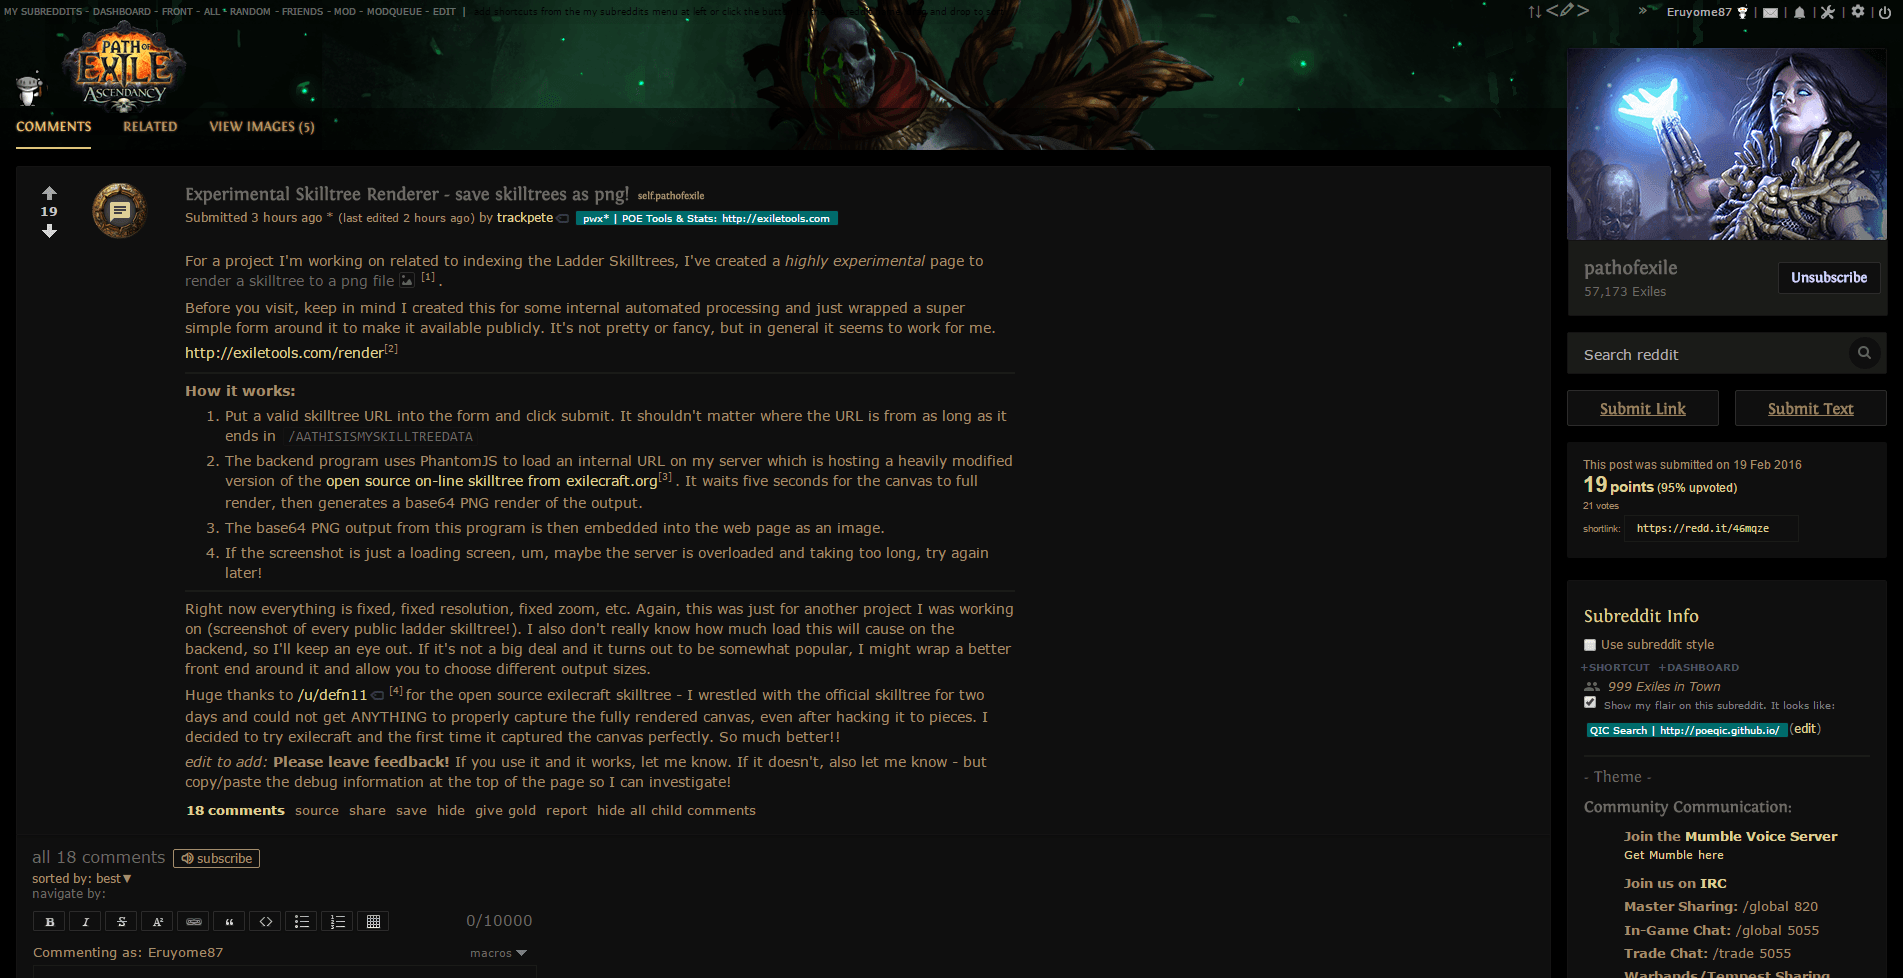 MY SUBREDDITS - DASHBOARD - FRONT - ALL - RANDOM - FRIENDS - MOD - MODQUEUE - EDIT |
Eruyome87
PATH OF EXILE ASCENDANCY
COMMENTS RELATED VIEW IMAGES (5)
19
Experimental Skilltree Renderer - save skilltrees as png! self.pathofexile
Submitted 3 hours ago * (last edited 2 hours ago) by trackpete pwx* | POE Tools & Stats: http://exiletools.com
For a project I'm working on related to indexing the Ladder Skilltrees, I've created a highly experimental page to
render a skilltree to a png file [1] .
Before you visit, keep in mind I created this for some internal automated processing and just wrapped a super
simple form around it to make it available publicly. It's not pretty or fancy, but in general it seems to work for me.
http://exiletools.com/render[2]
How it works:
1. Put a valid skilltree URL into the form and click submit. It shouldn't matter where the URL is from as long as it
ends in /AATHISISMYSKILLTREEDATA
2. The backend program uses PhantomJS to load an internal URL on my server which is hosting a heavily modified
version of the open source on-line skilltree from exilecraft.org[3] . It waits five seconds for the canvas to full
render, then generates a base64 PNG render of the output.
3. The base64 PNG output from this program is then embedded into the web page as an image.
4. If the screenshot is just a loading screen, um, maybe the server is overloaded and taking too long, try again
later!
Right now everything is fixed, fixed resolution, fixed zoom, etc. Again, this was just for another project I was working
on (screenshot of every public ladder skilltree!). I also don't really know how much load this will cause on the
backend, so I'll keep an eye out. If it's not a big deal and it turns out to be somewhat popular, I might wrap a better
front end around it and allow you to choose different output sizes.
Huge thanks to /u/defn11 [4] for the open source exilecraft skilltree - I wrestled with the official skilltree for two
days and could not get ANYTHING to properly capture the fully rendered canvas, even after hacking it to pieces. I
decided to try exilecraft and the first time it captured the canvas perfectly. So much better!!
edit to add: Please leave feedback! If you use it and it works, let me know. If it doesn't, also let me know - but
copy/paste the debug information at the top of the page so I can investigate!
18 comments source share save hide give gold report hide all child comments
all 18 comments subscribe
sorted by: best▼
navigate by:
B I S A² “ <> 0/10000
Commenting as: Eruyome87 macros
pathofexile
57,173 Exiles
Unsubscribe
Search reddit
Submit Link Submit Text
This post was submitted on 19 Feb 2016
19 points (95% upvoted)
21 votes
shortlink: https://redd.it/46mqze
Subreddit Info
Use subreddit style
+SHORTCUT +DASHBOARD
999 Exiles in Town
Show my flair on this subreddit. It looks like:
QIC Search | http://poeqic.github.io/ (edit)
- Theme -
Community Communication:
Join the Mumble Voice Server
Get Mumble here
Join us on IRC
Master Sharing: /global 820
In-Game Chat: /global 5055
Trade Chat: /trade 5055
Warbands/Tempest Sharing